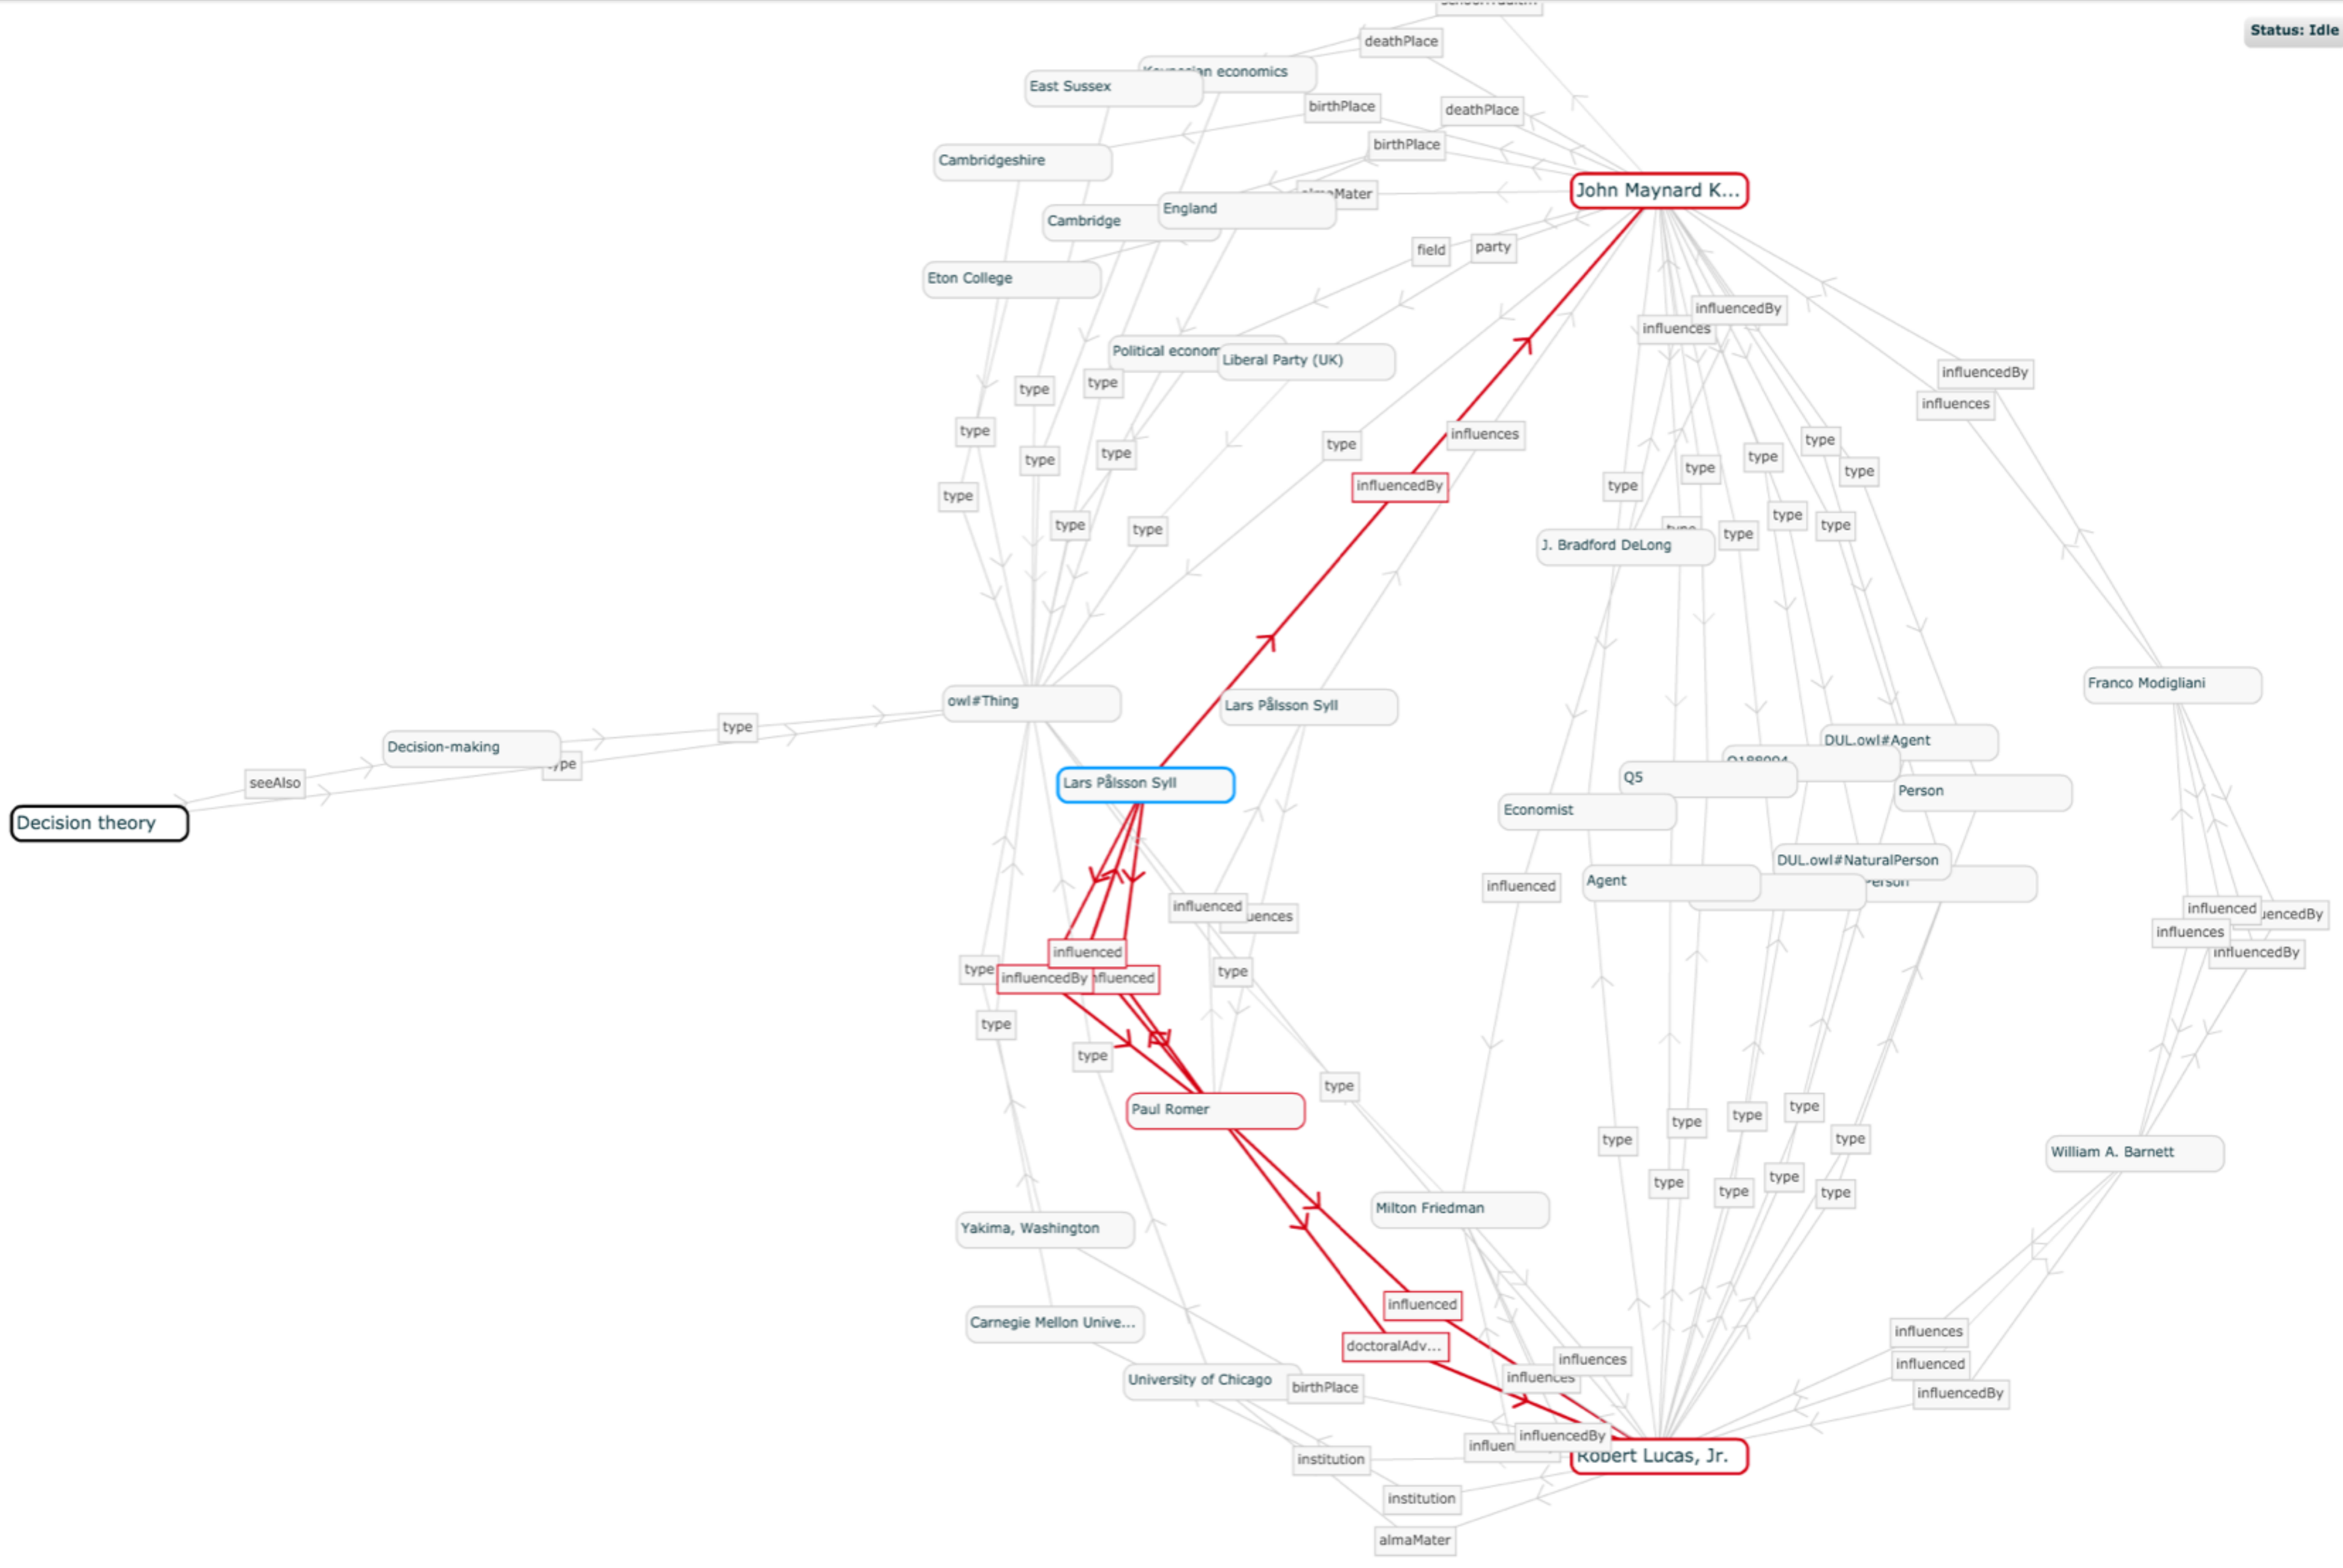 Status: Idle
deathPlace
economics
East Sussex
birthPlace
deathPlace
birthPlace
Cambridgeshire
John Maynard K...
England
Cambridge
field
party
Eton College
influencedBy
influences
Political
Liberal Party (UK)
influencedBy
type
type
influences
type
influences
type
type
type
type
type
type
type
type
influencedBy
type
type
type
type
type
type
type
J. Bradford DeLong
Franco Modigliani
owl#Thing
Lars Pålsson Syll
type
Decision-making
DUL.owl#Agent
seeAlso
Lars Pålsson Syll
Q5
Person
Economist
Decision theory
DUL.owl#NaturalPerson
Agent
influenced
influenced
influenced
influences
influenced
influencedBy
type
influencedBy
type
type
type
type
Paul Romer
type
type
type
type
type
William A. Barnett
type
type
type
type
Milton Friedman
Yakima, Washington
influenced
Carnegie Mellon Unive...
influences
doctoralAdv...
influences
influenced
influences
University of Chicago
birthPlace
influencedBy
influencedBy
Robert Lucas, Jr.
institution
institution
almaMater